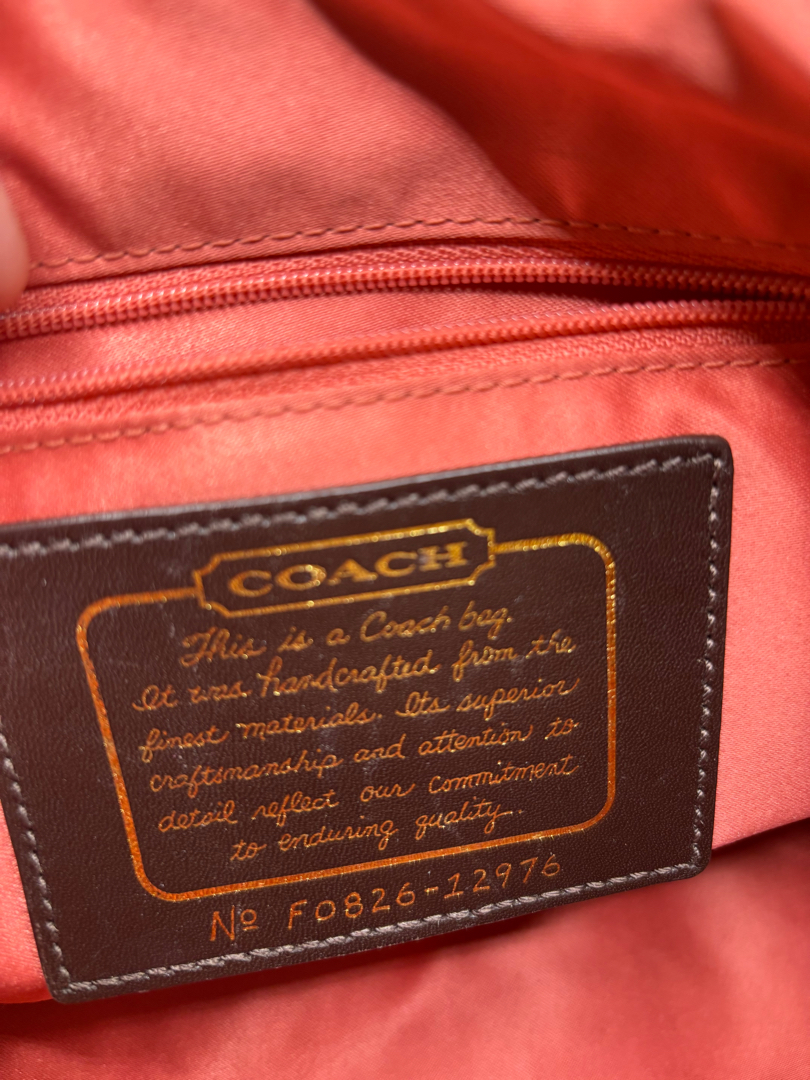 COACH
This is a Coach bag.
It was handcrafted from the
finest materials. Its superior
craftsmanship and attention to
detail reflect our commitment
to enduring quality.
Nº F0826-12976